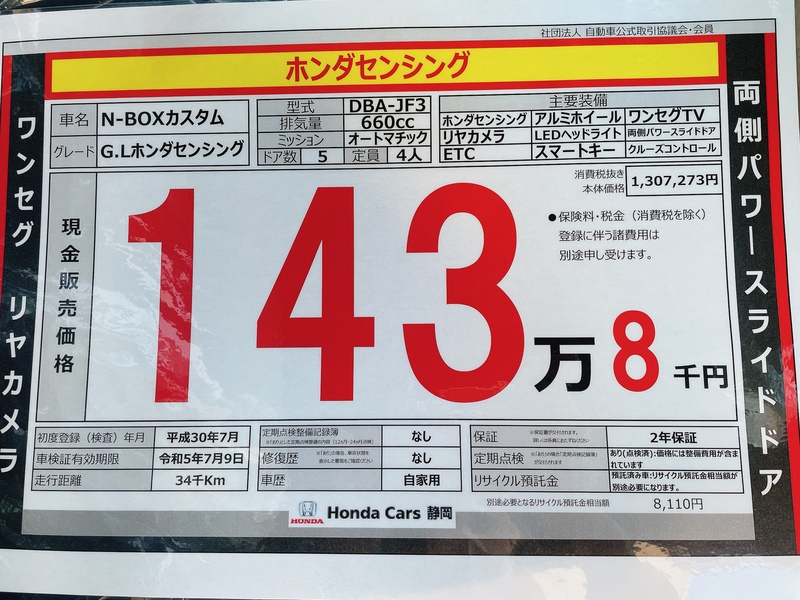 社団法人 自動車公式取引協議会・会員
ホンダセンシング
ワンセグ リヤカメラ
両側パワースライドドア
車名 N-BOXカスタム
グレード G.Lホンダセンシング
型式 DBA-JF3
排気量 660cc
ミッション オートマチック
ドア数 5 定員 4人
主要装備
ホンダセンシング アルミホイール ワンセグTV
リヤカメラ LEDヘッドライト 両側パワースライドドア
ETC スマートキー クルーズコントロール
現金販売価格
143万8千円
消費税抜き
本体価格 1,307,273円
●保険料・税金（消費税を除く）
登録に伴う諸費用は
別途申し受けます。
初度登録（検査）年月 平成30年7月
車検証有効期限 令和5年7月9日
走行距離 34千Km
定期点検整備記録簿 なし
修復歴 なし
車歴 自家用
保証 2年保証
定期点検 あり(点検済):価格には整備費用が含まれています
リサイクル預託金 預託済み車:リサイクル預託金相当額が別途必要になります。
別途必要となるリサイクル預託金相当額 8,110円
HONDA Honda Cars 静岡